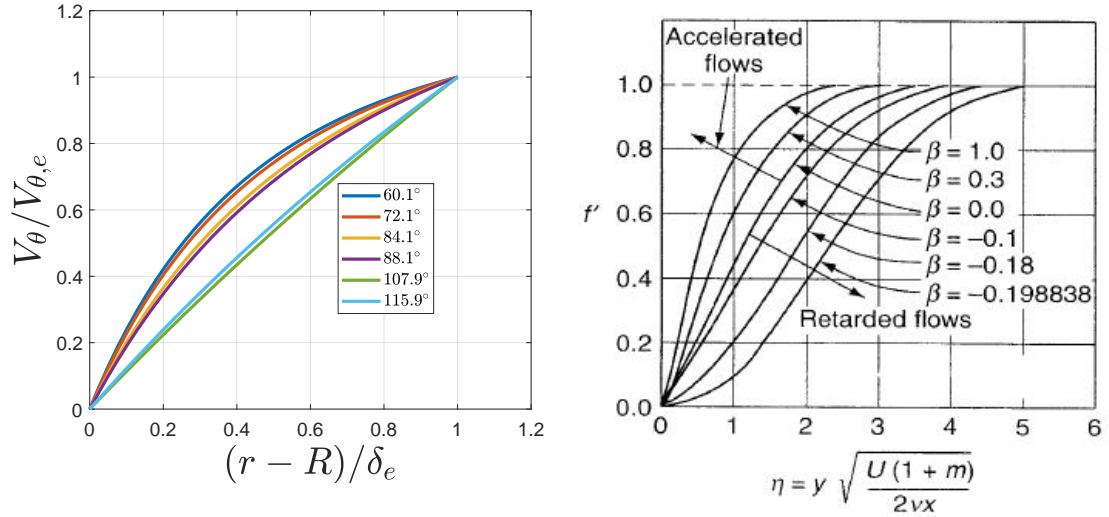 1.2
1
0.8
0.6
0.4
0.2
0
0 0.2 0.4 0.6 0.8 1 1.2
V_θ/V_{θ,e}
(r − R)/δ_e
60.1°
72.1°
84.1°
88.1°
107.9°
115.9°
Accelerated
flows
1.0
0.8
0.6
0.4
0.2
0.0
f′
β = 1.0
β = 0.3
β = 0.0
β = −0.1
β = −0.18
β = −0.198838
Retarded flows
0 1 2 3 4 5 6
η = y √(U (1 + m) / 2νx)